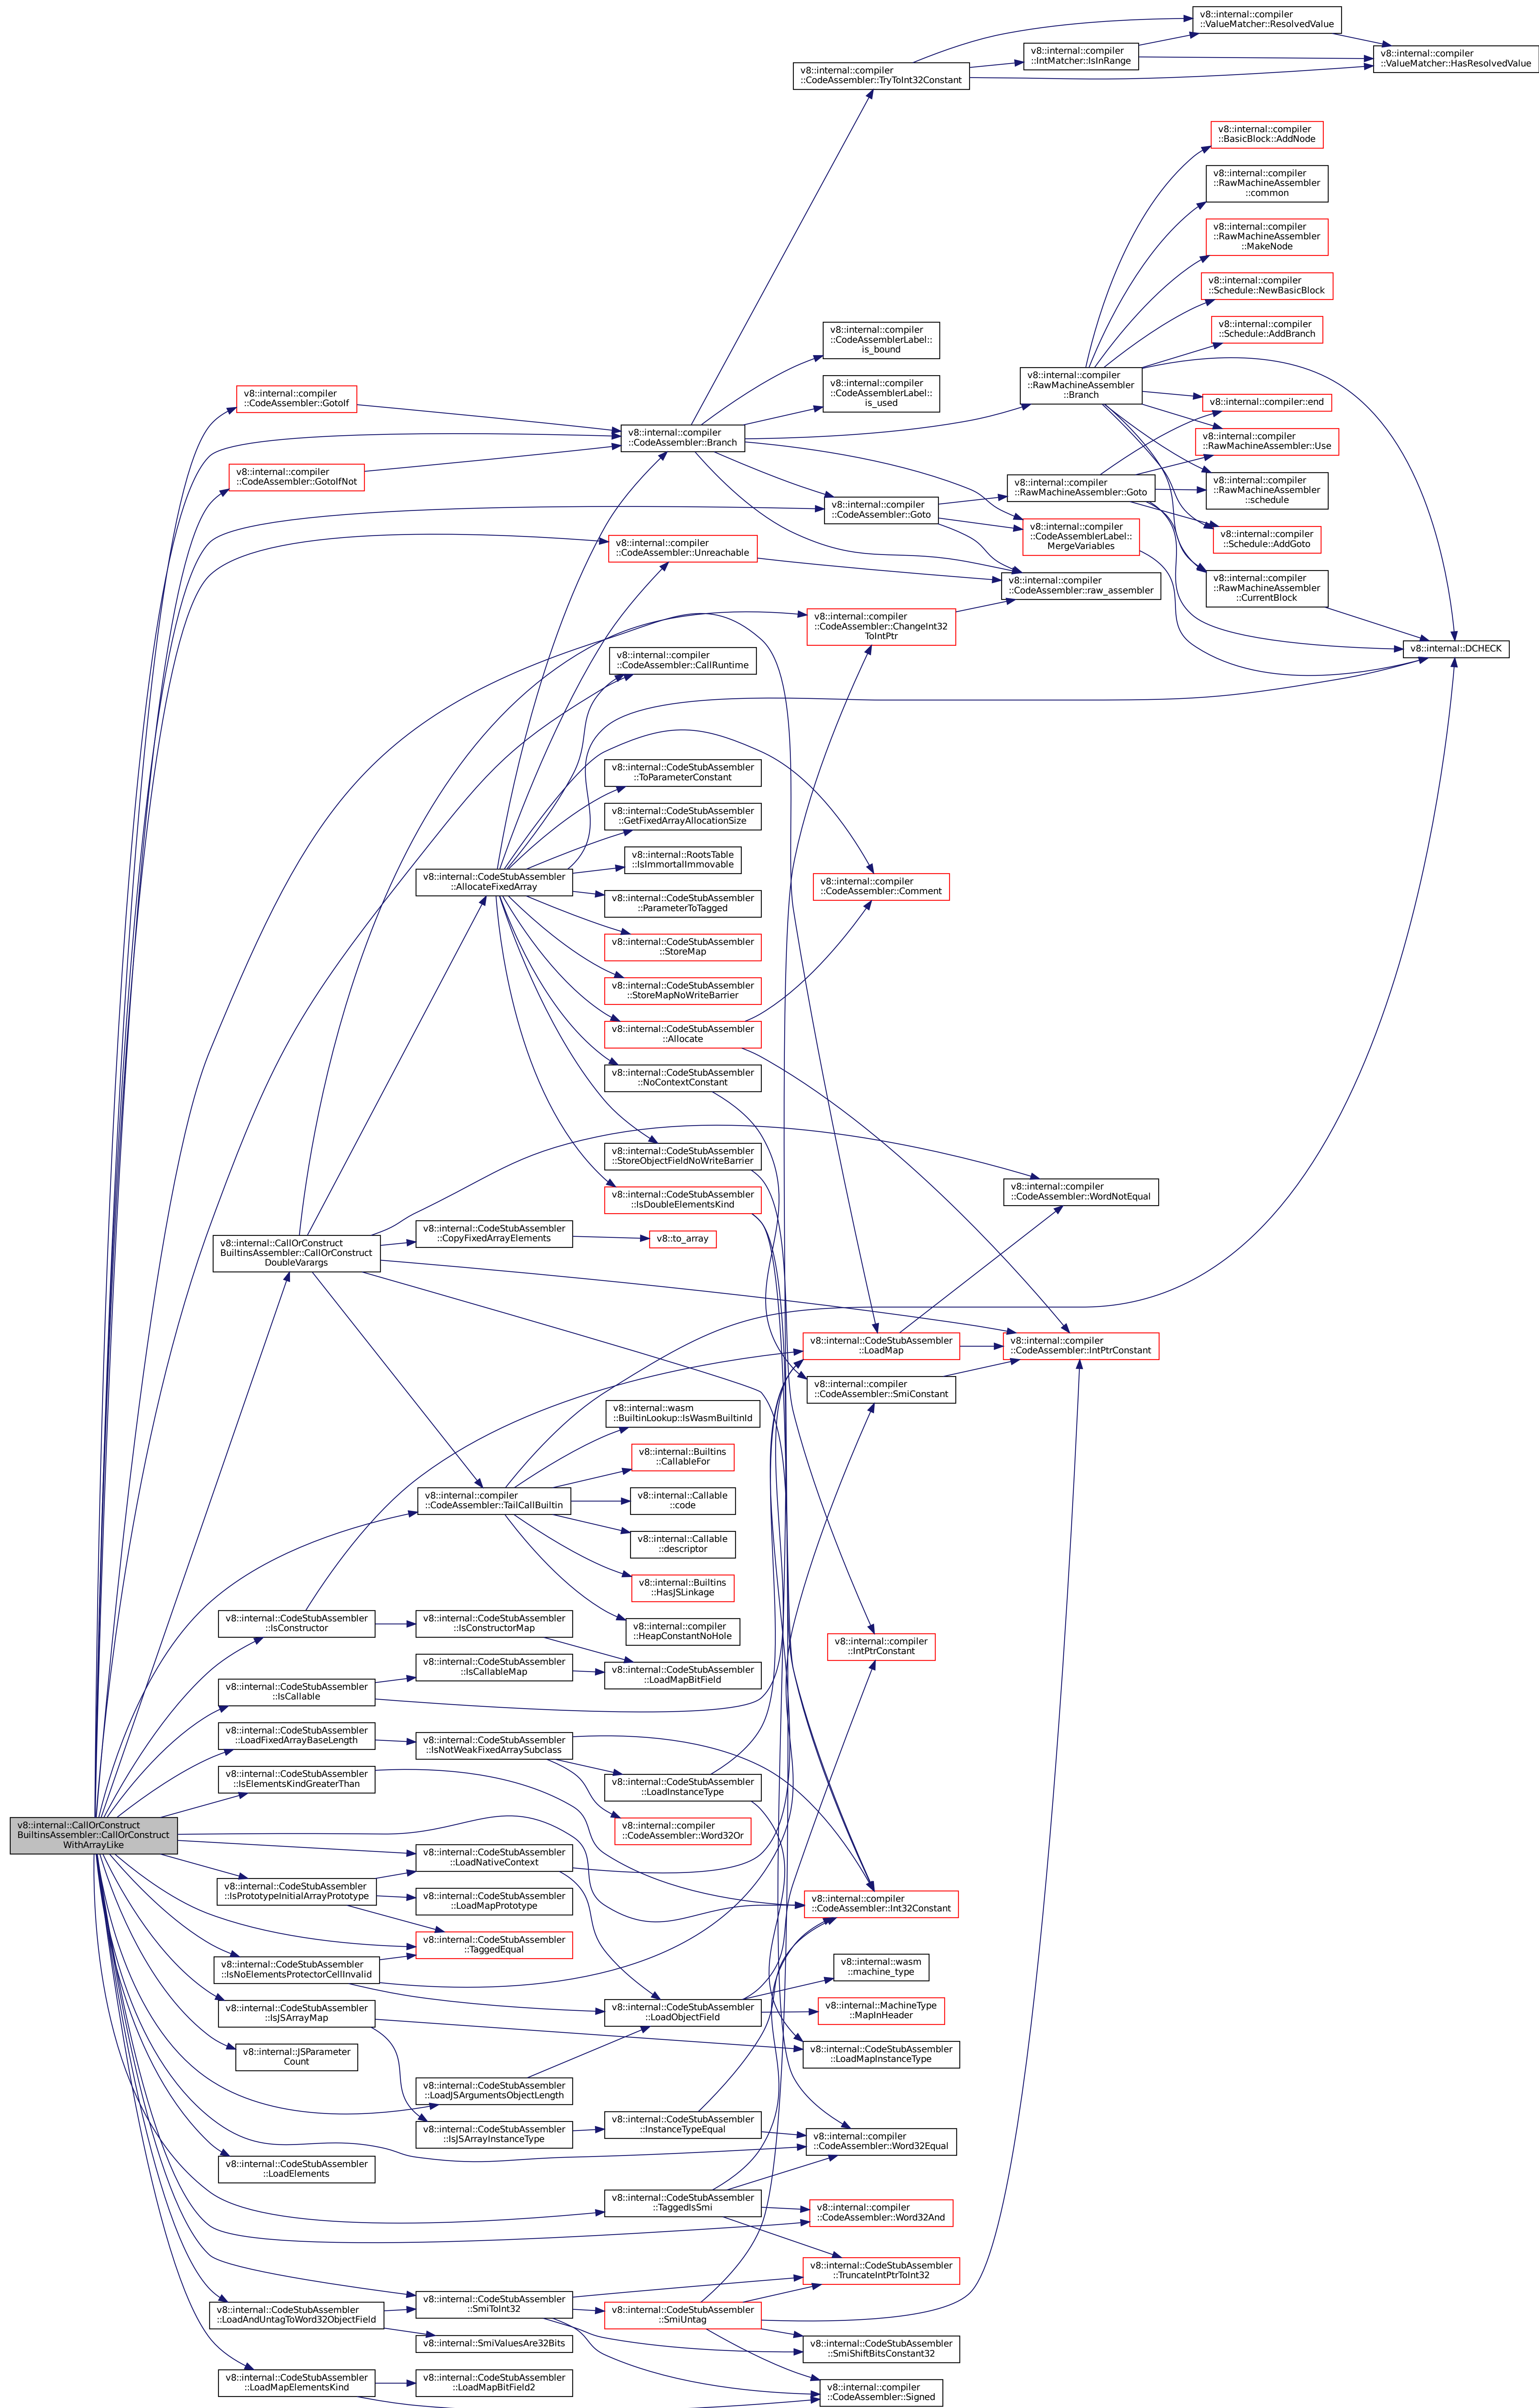 v8::internal::compiler
::ValueMatcher::ResolvedValue
v8::internal::compiler
::IntMatcher::IsInRange
v8::internal::compiler
::ValueMatcher::HasResolvedValue
v8::internal::compiler
::CodeAssembler::TryToInt32Constant
v8::internal::compiler
::BasicBlock::AddNode
v8::internal::compiler
::RawMachineAssembler
::common
v8::internal::compiler
::RawMachineAssembler
::MakeNode
v8::internal::compiler
::Schedule::NewBasicBlock
v8::internal::compiler
::CodeAssemblerLabel::
is_bound
v8::internal::compiler
::Schedule::AddBranch
v8::internal::compiler
::RawMachineAssembler
::Branch
v8::internal::compiler
::CodeAssemblerLabel::
is_used
v8::internal::compiler
::CodeAssembler::GotoIf
v8::internal::compiler::end
v8::internal::compiler
::CodeAssembler::Branch
v8::internal::compiler
::RawMachineAssembler::Use
v8::internal::compiler
::CodeAssembler::GotoIfNot
v8::internal::compiler
::RawMachineAssembler::Goto
v8::internal::compiler
::RawMachineAssembler
::schedule
v8::internal::compiler
::CodeAssembler::Goto
v8::internal::compiler
::CodeAssemblerLabel::
MergeVariables
v8::internal::compiler
::Schedule::AddGoto
v8::internal::compiler
::CodeAssembler::Unreachable
v8::internal::compiler
::CodeAssembler::raw_assembler
v8::internal::compiler
::RawMachineAssembler
::CurrentBlock
v8::internal::compiler
::CodeAssembler::ChangeInt32
ToIntPtr
v8::internal::DCHECK
v8::internal::compiler
::CodeAssembler::CallRuntime
v8::internal::CodeStubAssembler
::ToParameterConstant
v8::internal::CodeStubAssembler
::GetFixedArrayAllocationSize
v8::internal::RootsTable
::IsImmortalImmovable
v8::internal::CodeStubAssembler
::AllocateFixedArray
v8::internal::compiler
::CodeAssembler::Comment
v8::internal::CodeStubAssembler
::ParameterToTagged
v8::internal::CodeStubAssembler
::StoreMap
v8::internal::CodeStubAssembler
::StoreMapNoWriteBarrier
v8::internal::CodeStubAssembler
::Allocate
v8::internal::CodeStubAssembler
::NoContextConstant
v8::internal::CodeStubAssembler
::StoreObjectFieldNoWriteBarrier
v8::internal::CodeStubAssembler
::IsDoubleElementsKind
v8::internal::compiler
::CodeAssembler::WordNotEqual
v8::internal::CallOrConstruct
BuiltinsAssembler::CallOrConstruct
DoubleVarargs
v8::internal::CodeStubAssembler
::CopyFixedArrayElements
v8::to_array
v8::internal::CodeStubAssembler
::LoadMap
v8::internal::compiler
::CodeAssembler::IntPtrConstant
v8::internal::compiler
::CodeAssembler::SmiConstant
v8::internal::wasm
::BuiltinLookup::IsWasmBuiltinId
v8::internal::Builtins
::CallableFor
v8::internal::compiler
::CodeAssembler::TailCallBuiltin
v8::internal::Callable
::code
v8::internal::Callable
::descriptor
v8::internal::Builtins
::HasJSLinkage
v8::internal::compiler
::HeapConstantNoHole
v8::internal::CodeStubAssembler
::IsConstructor
v8::internal::CodeStubAssembler
::IsConstructorMap
v8::internal::compiler
::IntPtrConstant
v8::internal::CodeStubAssembler
::IsCallableMap
v8::internal::CodeStubAssembler
::LoadMapBitField
v8::internal::CodeStubAssembler
::IsCallable
v8::internal::CodeStubAssembler
::LoadFixedArrayBaseLength
v8::internal::CodeStubAssembler
::IsNotWeakFixedArraySubclass
v8::internal::CodeStubAssembler
::IsElementsKindGreaterThan
v8::internal::CodeStubAssembler
::LoadInstanceType
v8::internal::compiler
::CodeAssembler::Word32Or
v8::internal::CallOrConstruct
BuiltinsAssembler::CallOrConstruct
WithArrayLike
v8::internal::CodeStubAssembler
::LoadNativeContext
v8::internal::CodeStubAssembler
::IsPrototypeInitialArrayPrototype
v8::internal::CodeStubAssembler
::LoadMapPrototype
v8::internal::compiler
::CodeAssembler::Int32Constant
v8::internal::CodeStubAssembler
::TaggedEqual
v8::internal::CodeStubAssembler
::IsNoElementsProtectorCellInvalid
v8::internal::wasm
::machine_type
v8::internal::CodeStubAssembler
::IsJSArrayMap
v8::internal::CodeStubAssembler
::LoadObjectField
v8::internal::MachineType
::MapInHeader
v8::internal::JSParameter
Count
v8::internal::CodeStubAssembler
::LoadMapInstanceType
v8::internal::CodeStubAssembler
::LoadJSArgumentsObjectLength
v8::internal::CodeStubAssembler
::IsJSArrayInstanceType
v8::internal::CodeStubAssembler
::InstanceTypeEqual
v8::internal::compiler
::CodeAssembler::Word32Equal
v8::internal::CodeStubAssembler
::LoadElements
v8::internal::CodeStubAssembler
::TaggedIsSmi
v8::internal::compiler
::CodeAssembler::Word32And
v8::internal::CodeStubAssembler
::TruncateIntPtrToInt32
v8::internal::CodeStubAssembler
::LoadAndUntagToWord32ObjectField
v8::internal::CodeStubAssembler
::SmiToInt32
v8::internal::CodeStubAssembler
::SmiUntag
v8::internal::SmiValuesAre32Bits
v8::internal::CodeStubAssembler
::SmiShiftBitsConstant32
v8::internal::CodeStubAssembler
::LoadMapElementsKind
v8::internal::CodeStubAssembler
::LoadMapBitField2
v8::internal::compiler
::CodeAssembler::Signed